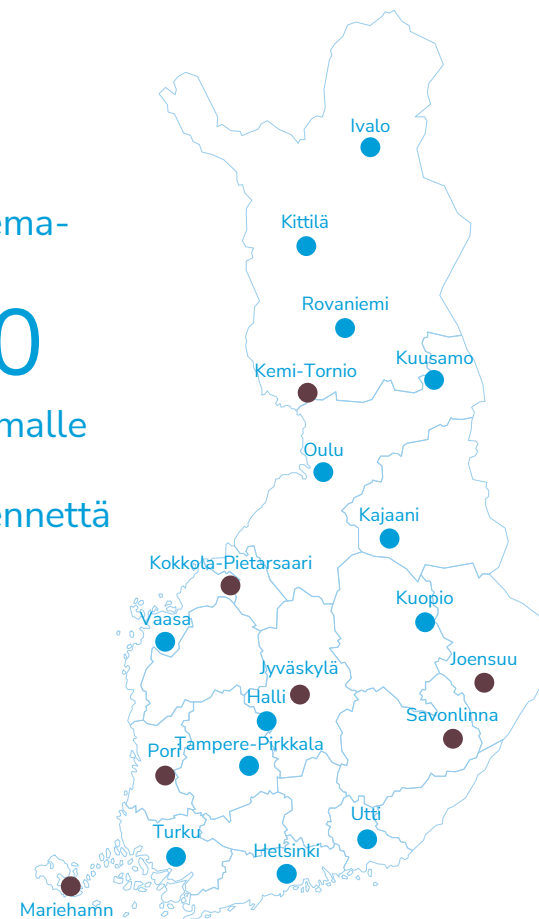 ema-
0
malle
ennettä
Ivalo
Kittilä
Rovaniemi
Kuusamo
Kemi-Tornio
Oulu
Kajaani
Kokkola-Pietarsaari
Kuopio
Vaasa
Joensuu
Jyväskylä
Halli
Savonlinna
Tampere-Pirkkala
Pori
Utti
Turku
Helsinki
Mariehamn